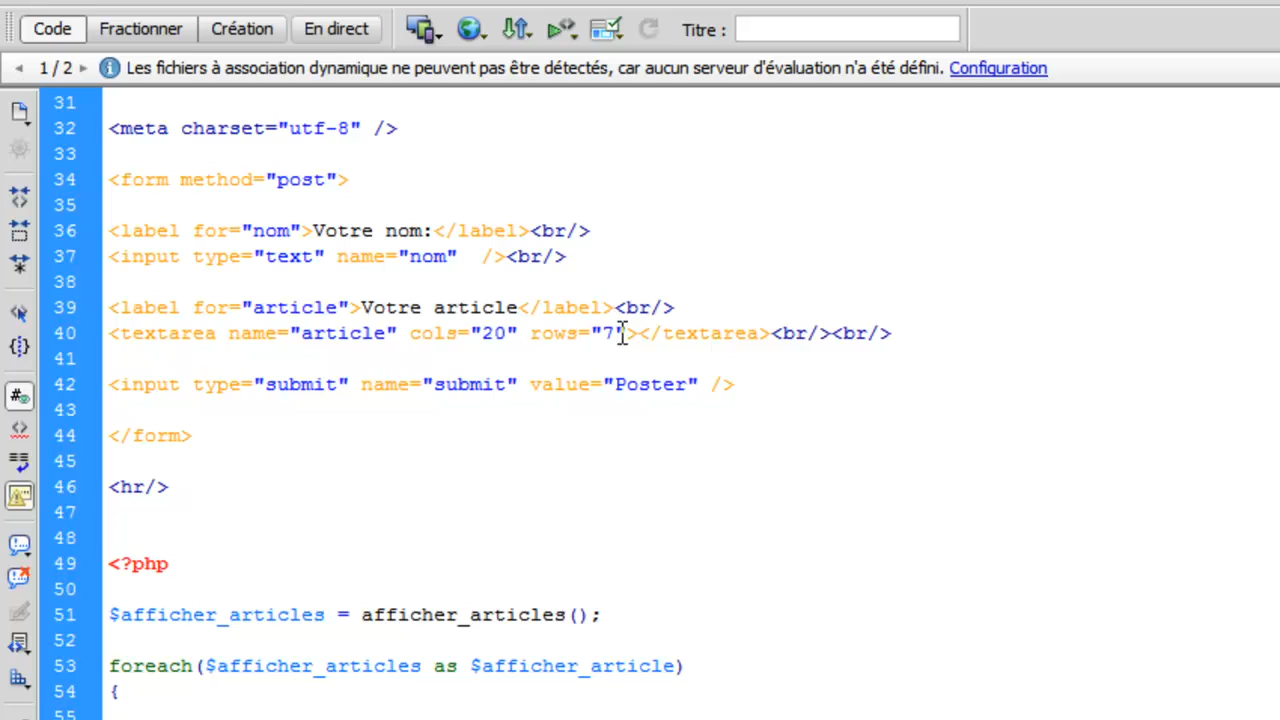 Code Fractionner Création En direct Titre :
1 / 2 Les fichiers à association dynamique ne peuvent pas être détectés, car aucun serveur d'évaluation n'a été défini. Configuration
31
32 <meta charset="utf-8" />
33
34 <form method="post">
35
36 <label for="nom">Votre nom:</label><br/>
37 <input type="text" name="nom"  /><br/>
38
39 <label for="article">Votre article</label><br/>
40 <textarea name="article" cols="20" rows="7"></textarea><br/><br/>
41
42 <input type="submit" name="submit" value="Poster" />
43
44 </form>
45
46 <hr/>
47
48
49 <?php
50
51 $afficher_articles = afficher_articles();
52
53 foreach($afficher_articles as $afficher_article)
54 {
55